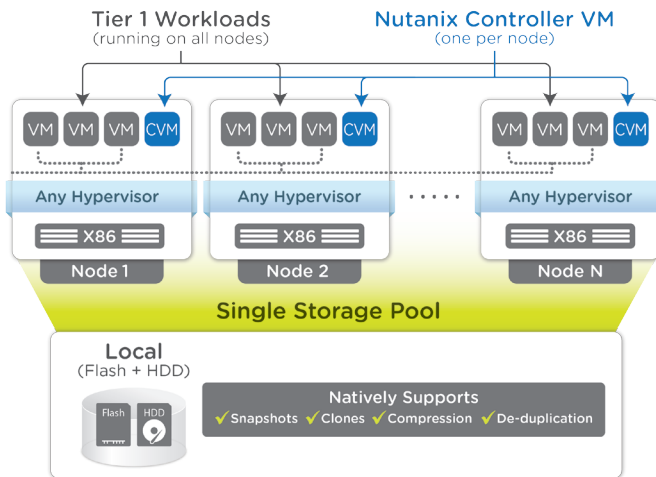 Tier 1 Workloads
(running on all nodes)
Nutanix Controller VM
(one per node)
VM VM VM CVM
VM VM VM CVM
VM VM VM CVM
Any Hypervisor
Any Hypervisor
Any Hypervisor
X86
X86
X86
Node 1
Node 2
Node N
Single Storage Pool
Local
(Flash + HDD)
Flash
HDD
Natively Supports
Snapshots Clones Compression De-duplication